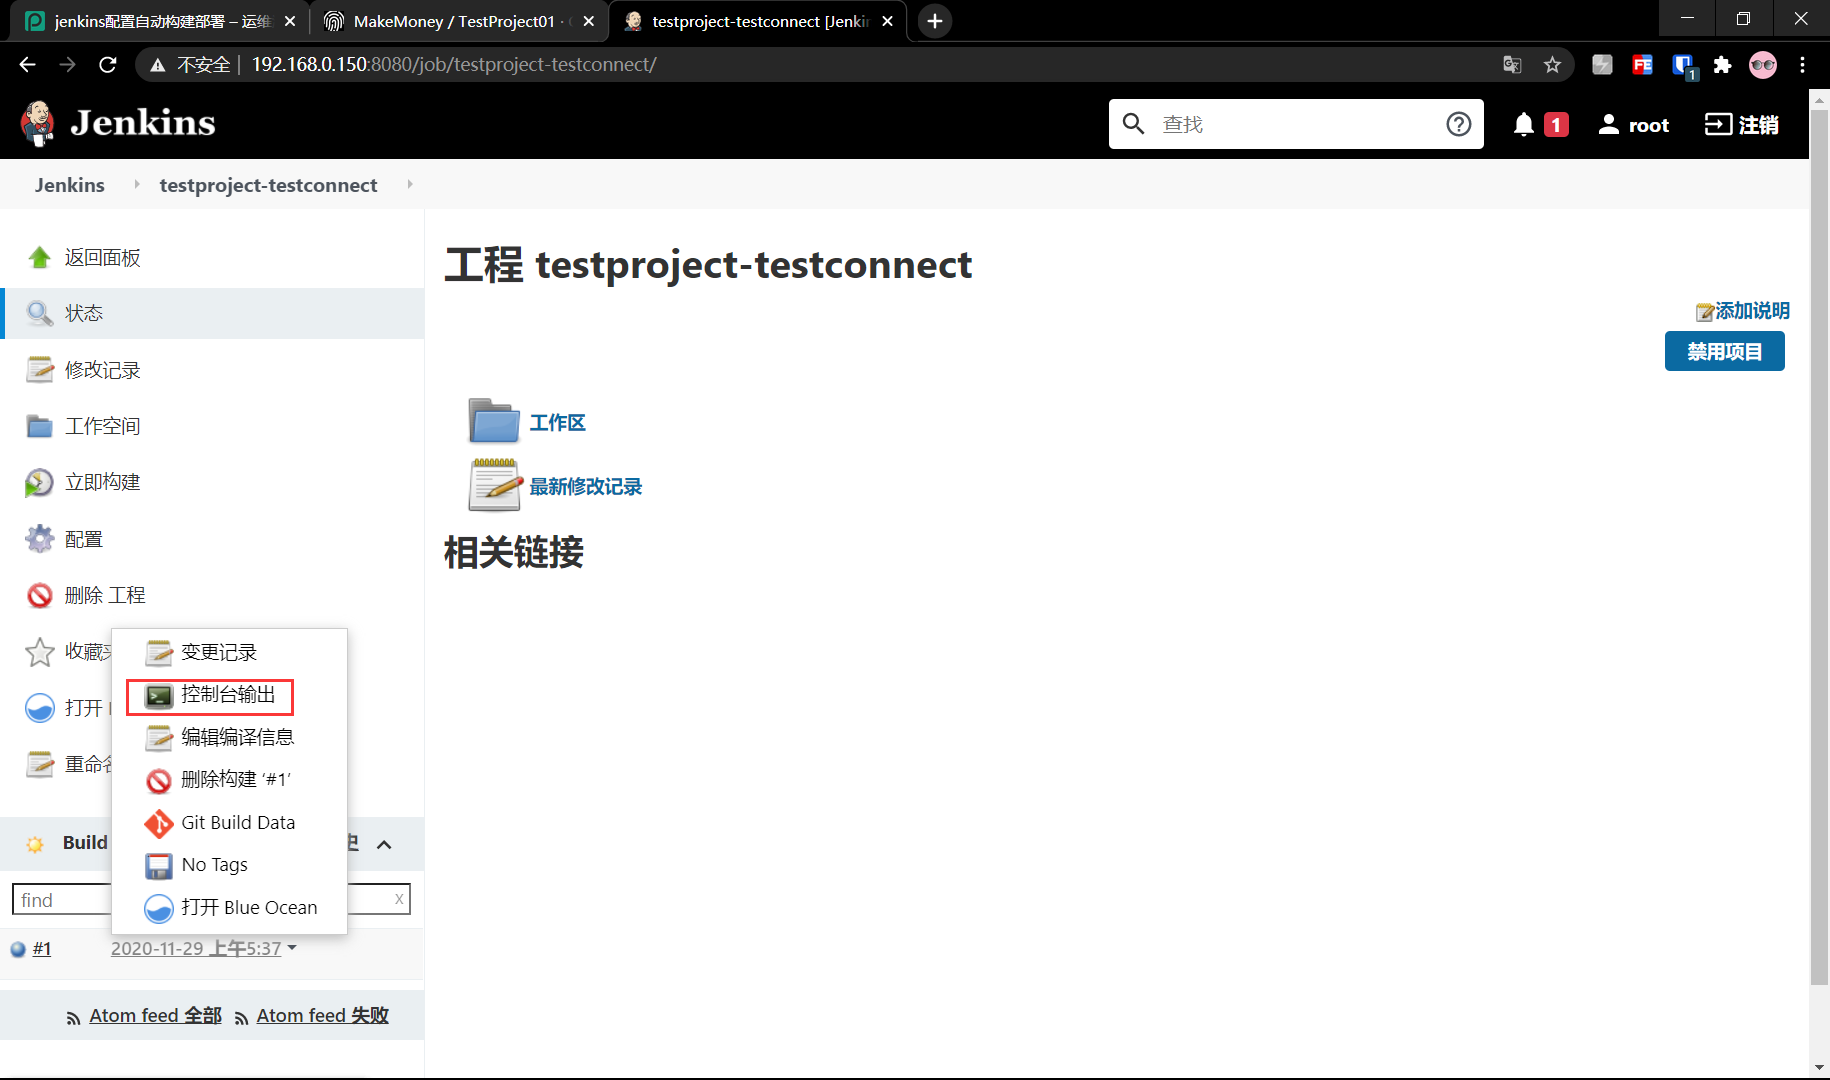 jenkins配置自动构建部署 – 运维
MakeMoney / TestProject01 ·
testproject-testconnect [Jenkin
不安全 | 192.168.0.150:8080/job/testproject-testconnect/
1
Jenkins
查找
1
root
注销
Jenkins
testproject-testconnect
返回面板
状态
修改记录
工作空间
立即构建
配置
删除 工程
收藏
打开
重命
工程 testproject-testconnect
添加说明
禁用项目
工作区
最新修改记录
相关链接
变更记录
控制台输出
编辑编译信息
删除构建 ‘#1’
Git Build Data
No Tags
打开 Blue Ocean
Build
find
x
#1
2020-11-29 上午5:37
Atom feed 全部
Atom feed 失败